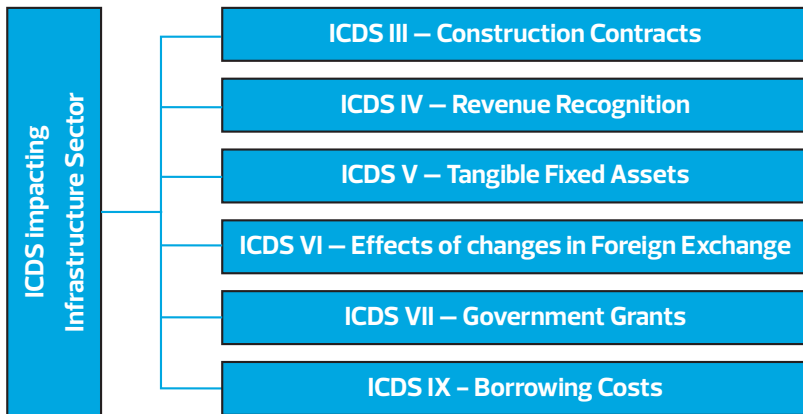 ICDS impacting
Infrastructure Sector
ICDS III – Construction Contracts
ICDS IV – Revenue Recognition
ICDS V – Tangible Fixed Assets
ICDS VI – Effects of changes in Foreign Exchange
ICDS VII – Government Grants
ICDS IX – Borrowing Costs